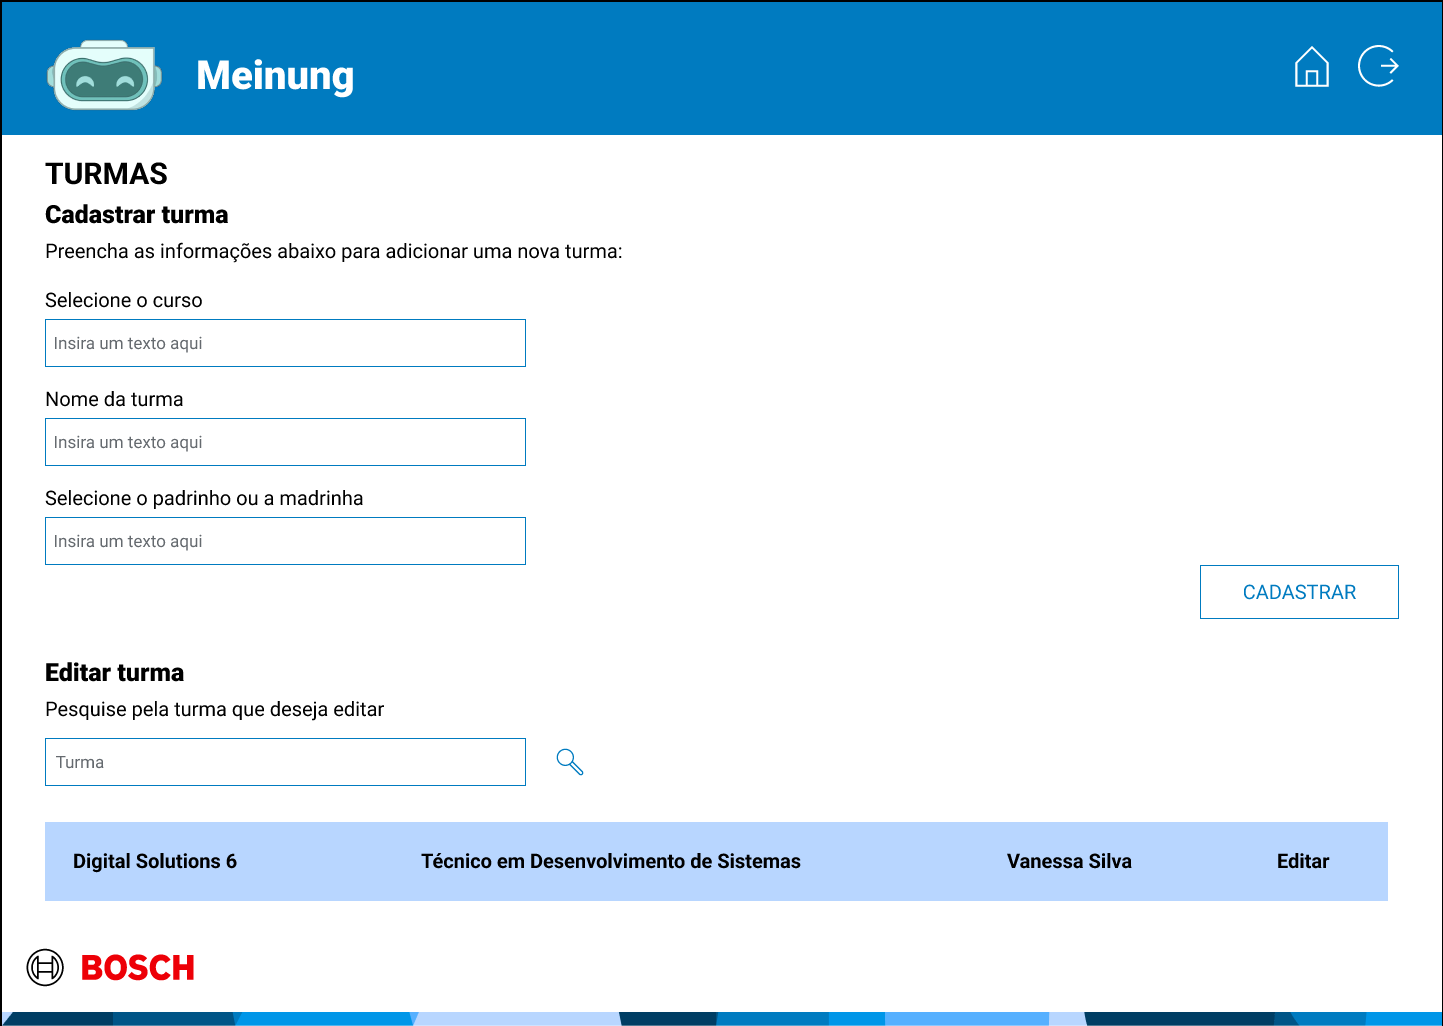 Meinung
TURMAS
Cadastrar turma
Preencha as informações abaixo para adicionar uma nova turma:
Selecione o curso
Insira um texto aqui
Nome da turma
Insira um texto aqui
Selecione o padrinho ou a madrinha
Insira um texto aqui
CADASTRAR
Editar turma
Pesquise pela turma que deseja editar
Turma
Digital Solutions 6 Técnico em Desenvolvimento de Sistemas Vanessa Silva Editar
BOSCH